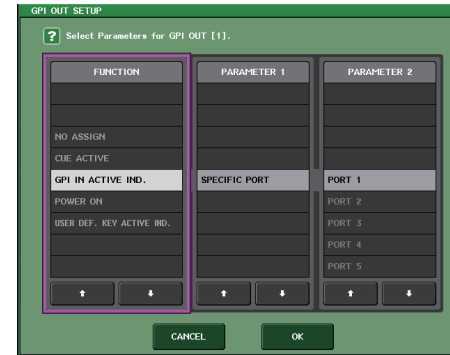 GPI OUT SETUP
? Select Parameters for GPI OUT [1].
FUNCTION
NO ASSIGN
CUE ACTIVE
GPI IN ACTIVE IND.
POWER ON
USER DEF. KEY ACTIVE IND.
PARAMETER 1
SPECIFIC PORT
PARAMETER 2
PORT 1
PORT 2
PORT 3
PORT 4
PORT 5
CANCEL
OK